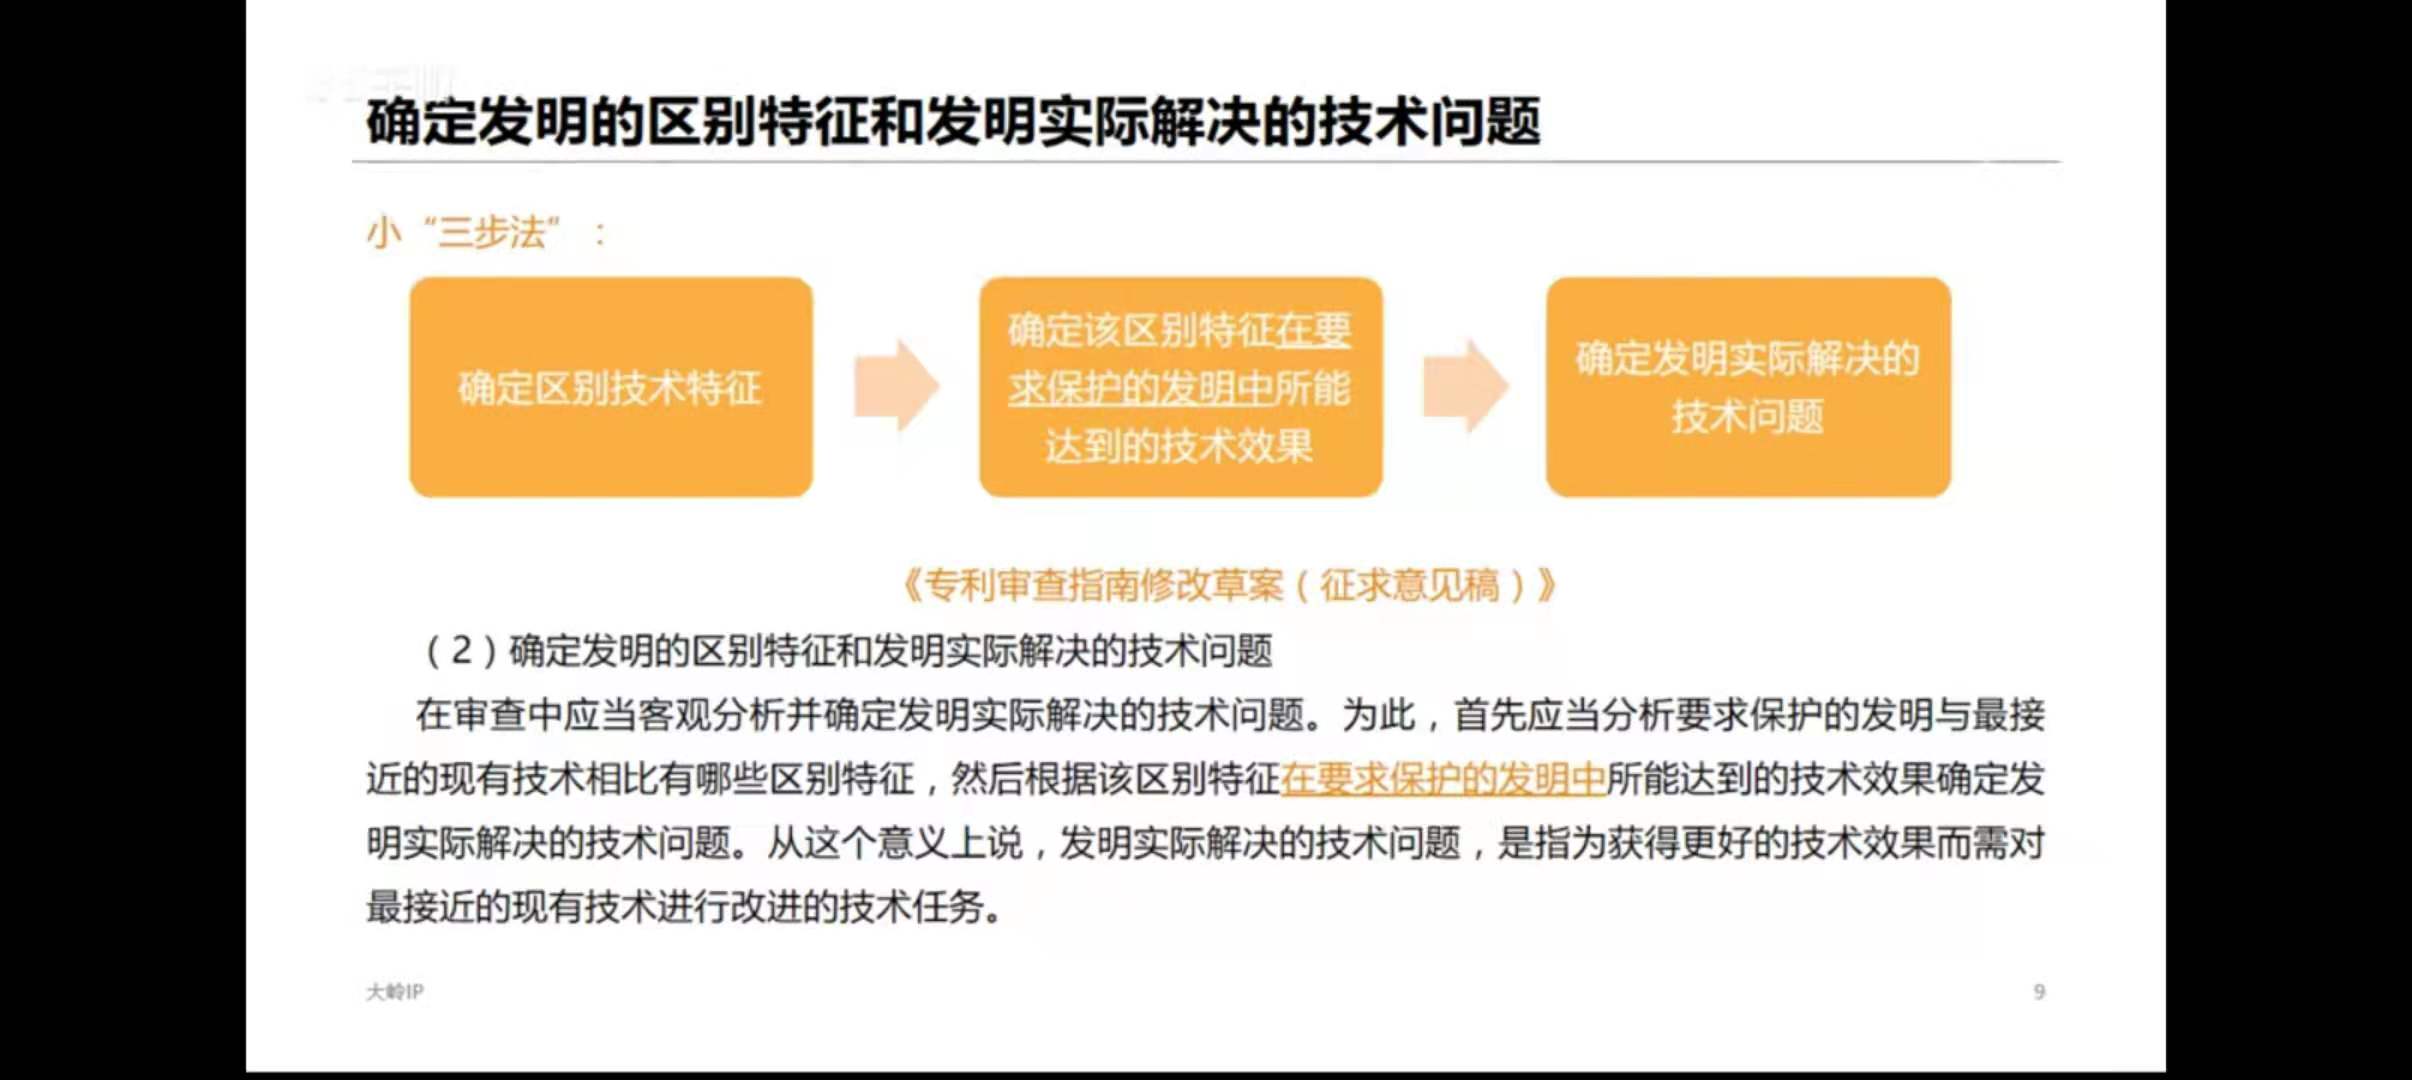 确定发明的区别特征和发明实际解决的技术问题
小“三步法”：
确定区别技术特征
确定该区别特征在要
求保护的发明中所能
达到的技术效果
确定发明实际解决的
技术问题
《专利审查指南修改草案（征求意见稿）》
（2）确定发明的区别特征和发明实际解决的技术问题
在审查中应当客观分析并确定发明实际解决的技术问题。为此，首先应当分析要求保护的发明与最接
近的现有技术相比有哪些区别特征，然后根据该区别特征在要求保护的发明中所能达到的技术效果确定发
明实际解决的技术问题。从这个意义上说，发明实际解决的技术问题，是指为获得更好的技术效果而需对
最接近的现有技术进行改进的技术任务。
大岭IP
9